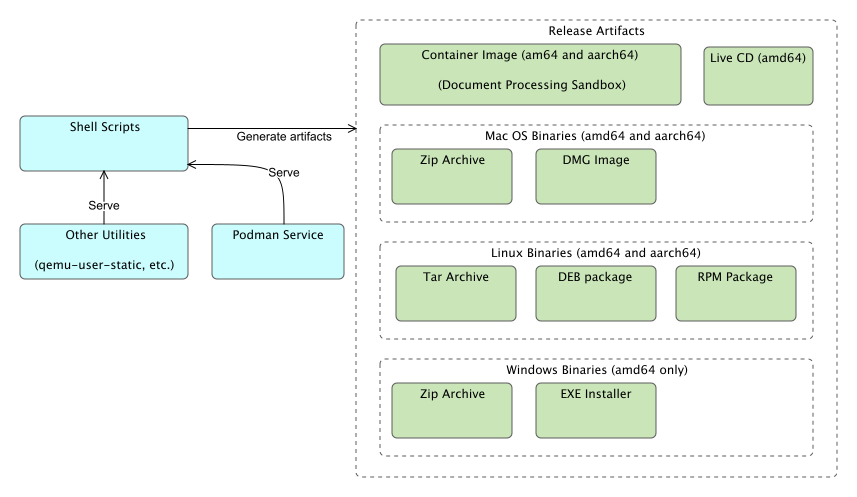 Release Artifacts
Container Image (am64 and aarch64)
(Document Processing Sandbox)
Live CD (amd64)
Shell Scripts
Generate artifacts
Mac OS Binaries (amd64 and aarch64)
Zip Archive
DMG Image
Serve
Serve
Other Utilities
(qemu-user-static, etc.)
Podman Service
Linux Binaries (amd64 and aarch64)
Tar Archive
DEB package
RPM Package
Windows Binaries (amd64 only)
Zip Archive
EXE Installer